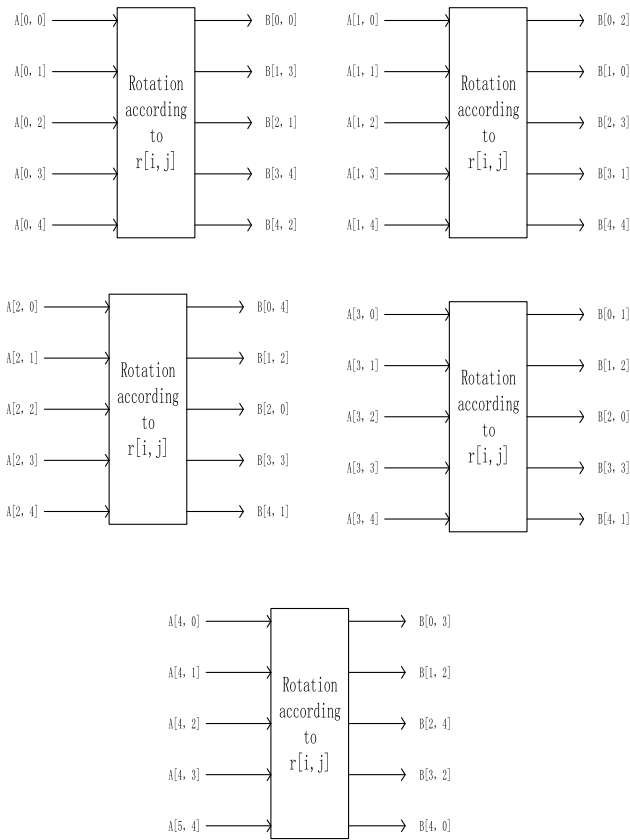 A[0, 0]
A[0, 1]
A[0, 2]
A[0, 3]
A[0, 4]
Rotation
according
to
r[i, j]
B[0, 0]
B[1, 3]
B[2, 1]
B[3, 4]
B[4, 2]
A[1, 0]
A[1, 1]
A[1, 2]
A[1, 3]
A[1, 4]
Rotation
according
to
r[i, j]
B[0, 2]
B[1, 0]
B[2, 3]
B[3, 1]
B[4, 4]
A[2, 0]
A[2, 1]
A[2, 2]
A[2, 3]
A[2, 4]
Rotation
according
to
r[i, j]
B[0, 4]
B[1, 2]
B[2, 0]
B[3, 3]
B[4, 1]
A[3, 0]
A[3, 1]
A[3, 2]
A[3, 3]
A[3, 4]
Rotation
according
to
r[i, j]
B[0, 1]
B[1, 2]
B[2, 0]
B[3, 3]
B[4, 1]
A[4, 0]
A[4, 1]
A[4, 2]
A[4, 3]
A[5, 4]
Rotation
according
to
r[i, j]
B[0, 3]
B[1, 2]
B[2, 4]
B[3, 2]
B[4, 0]